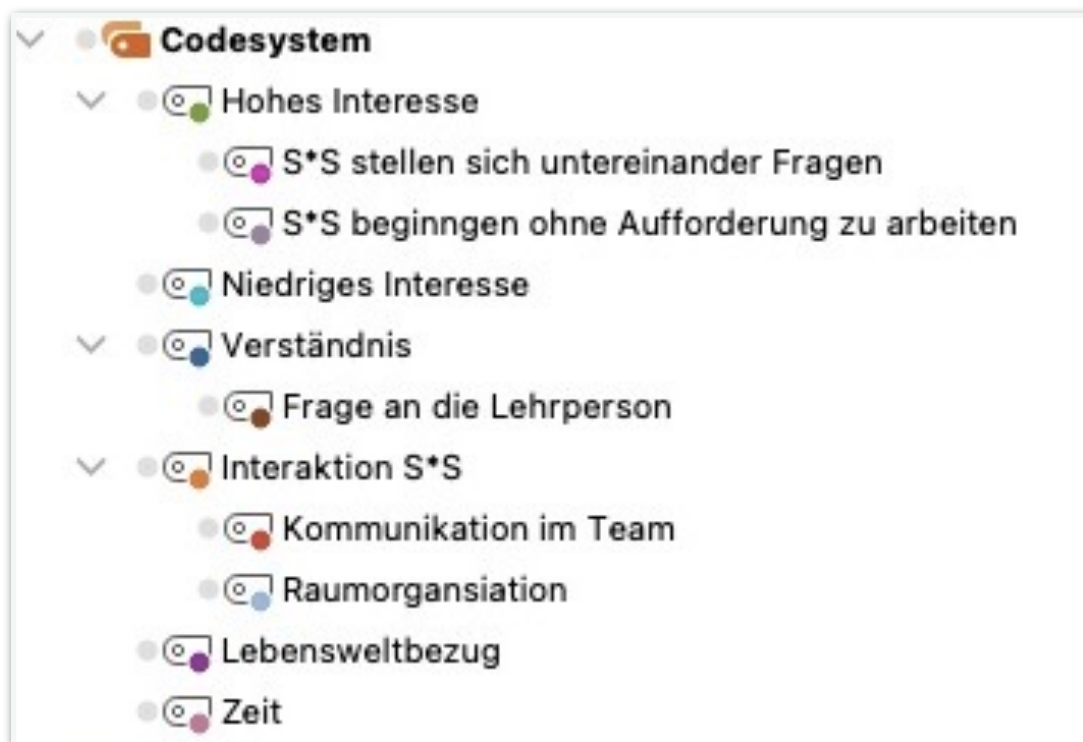 Codesystem
Hohes Interesse
S*S stellen sich untereinander Fragen
S*S beginngen ohne Aufforderung zu arbeiten
Niedriges Interesse
Verständnis
Frage an die Lehrperson
Interaktion S*S
Kommunikation im Team
Raumorgansiation
Lebensweltbezug
Zeit